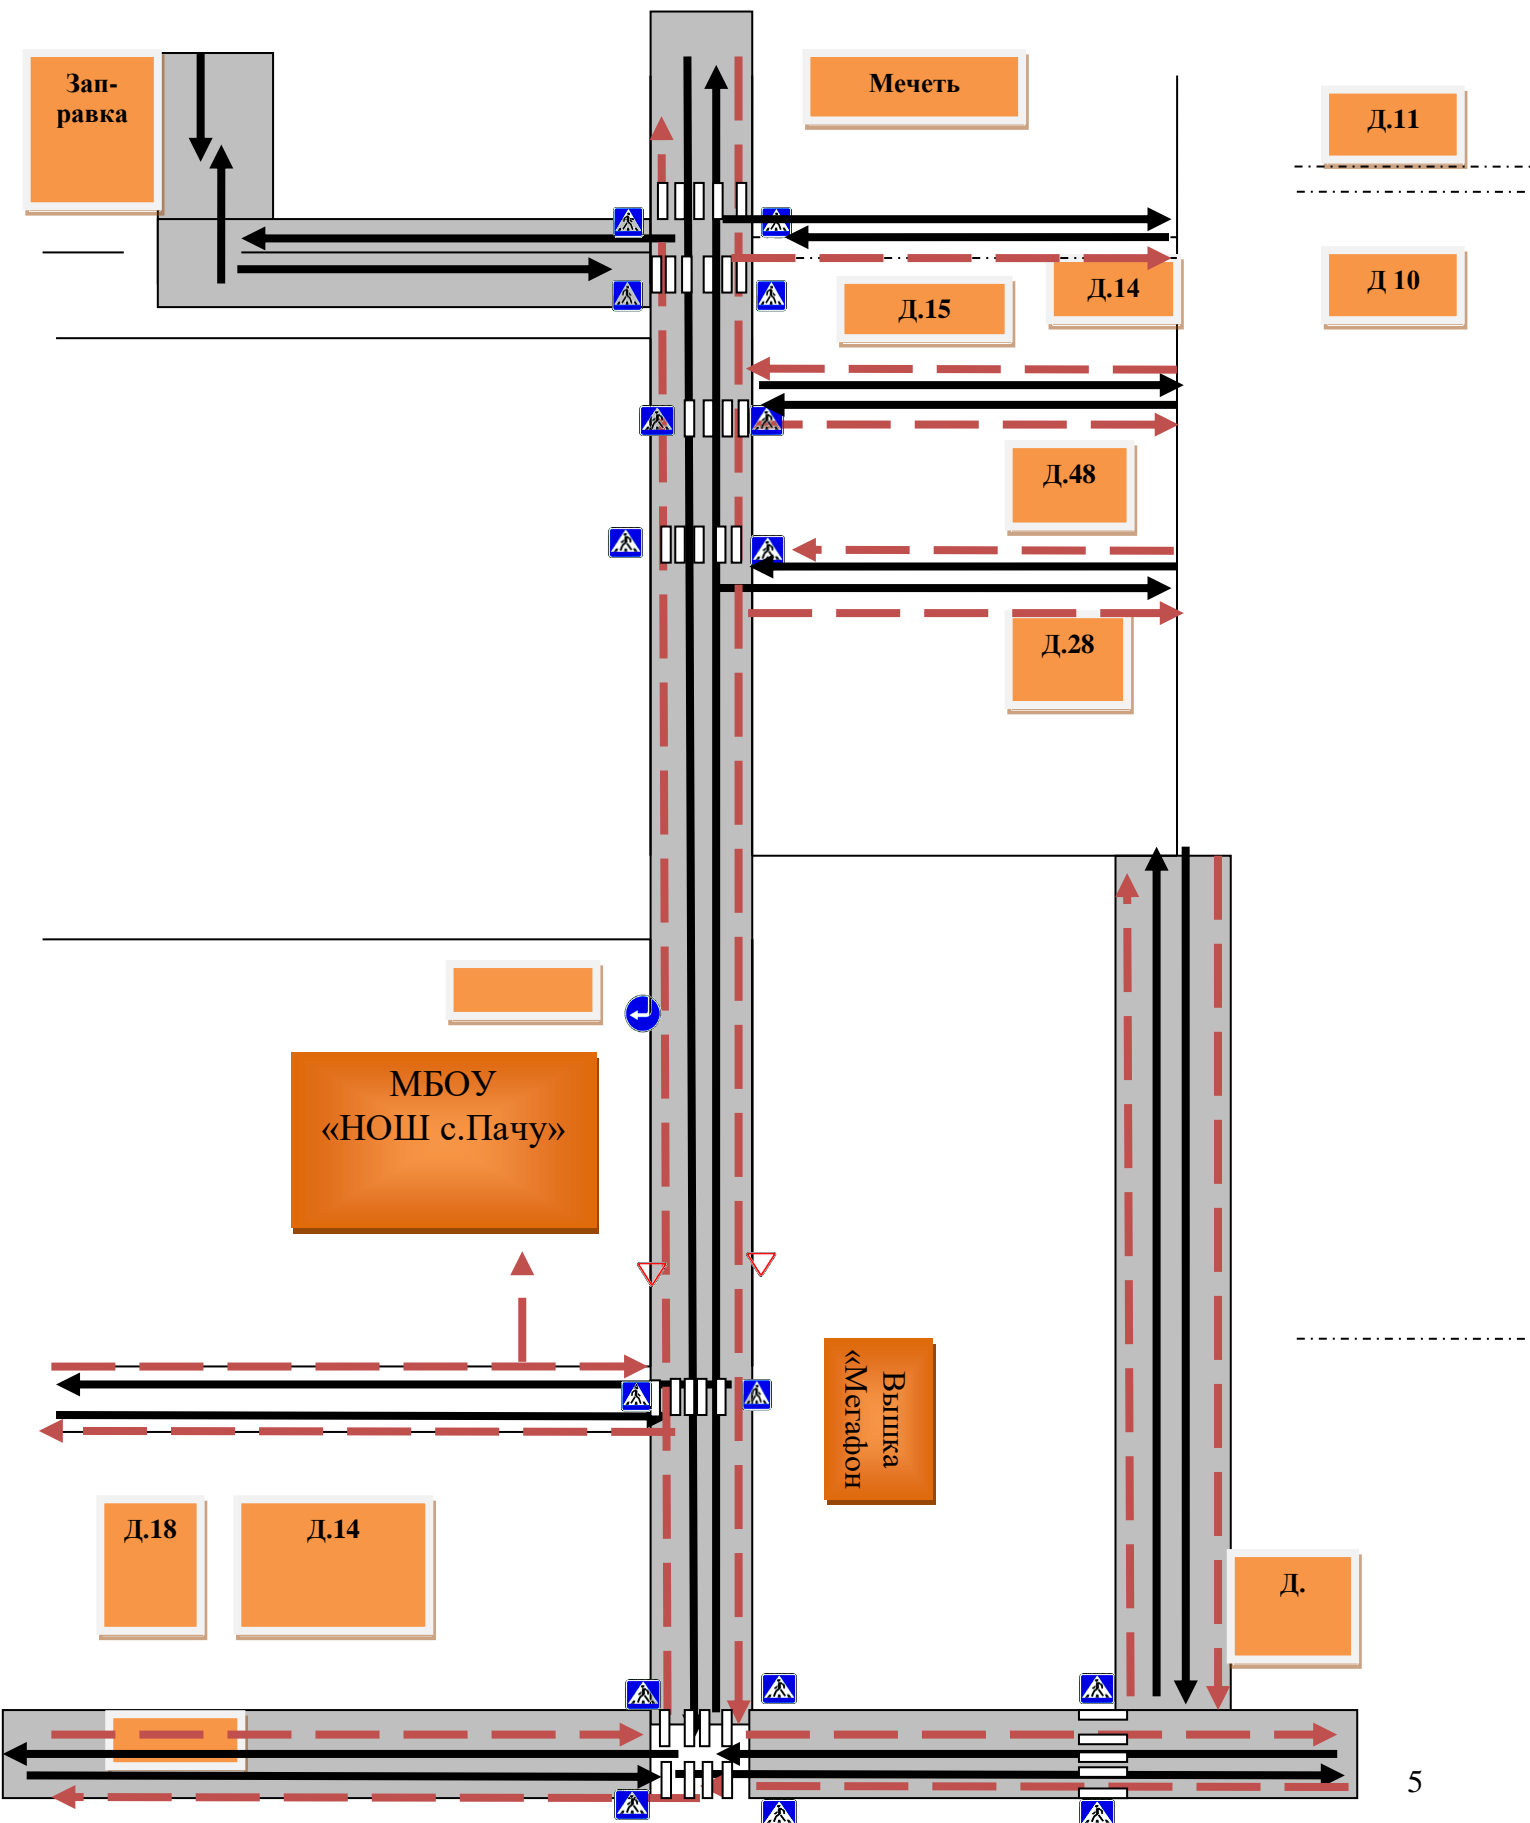 Зап-
равка
Мечеть
Д.11
Д.14
Д 10
Д.15
Д.48
Д.28
МБОУ
«НОШ с.Пачу»
Вышка
«Мегафон
Д.18
Д.14
Д.
5